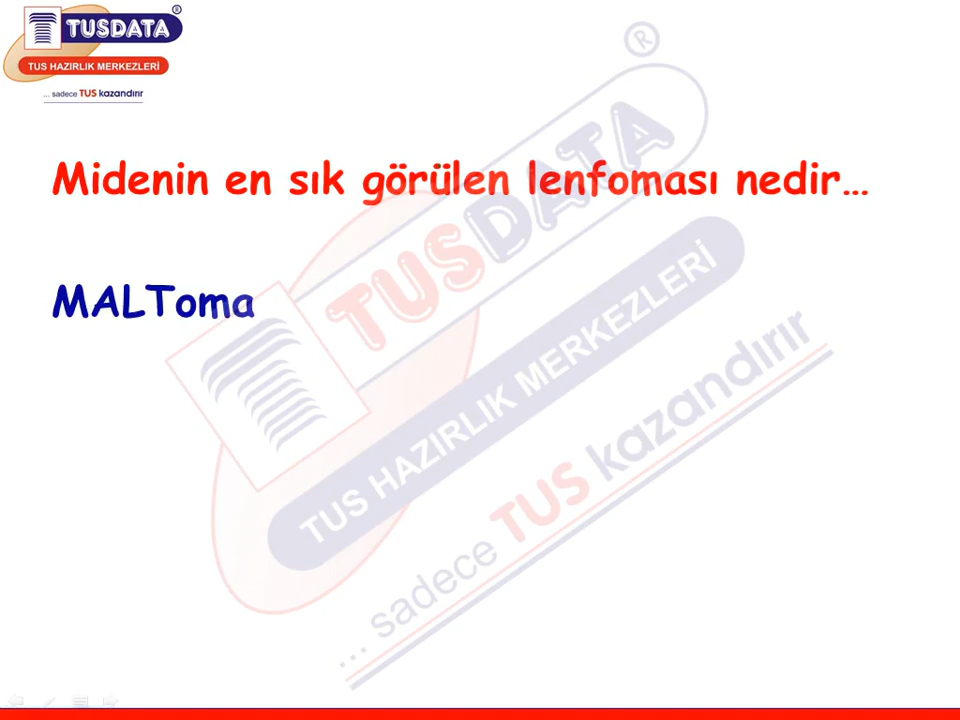 TUSDATA®
TUS HAZIRLIK MERKEZLERİ
... sadece TUS kazandırır
Midenin en sık görülen lenfoması nedir…
MALToma
TUSDATA®
TUS HAZIRLIK MERKEZLERİ
... sadece TUS kazandırır